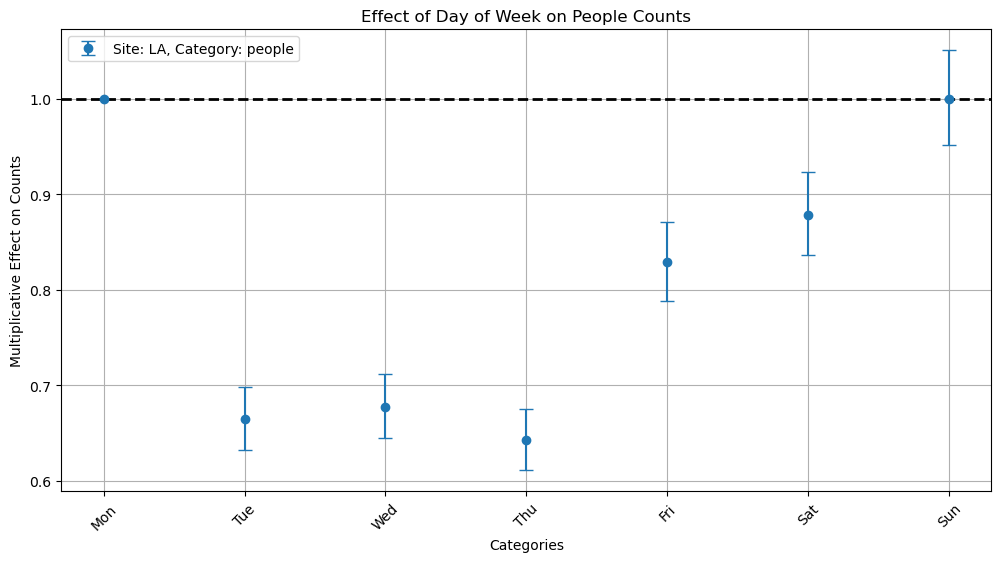 Effect of Day of Week on People Counts
Site: LA, Category: people
Multiplicative Effect on Counts
1.0
0.9
0.8
0.7
0.6
Mon
Tue
Wed
Thu
Fri
Sat
Sun
Categories